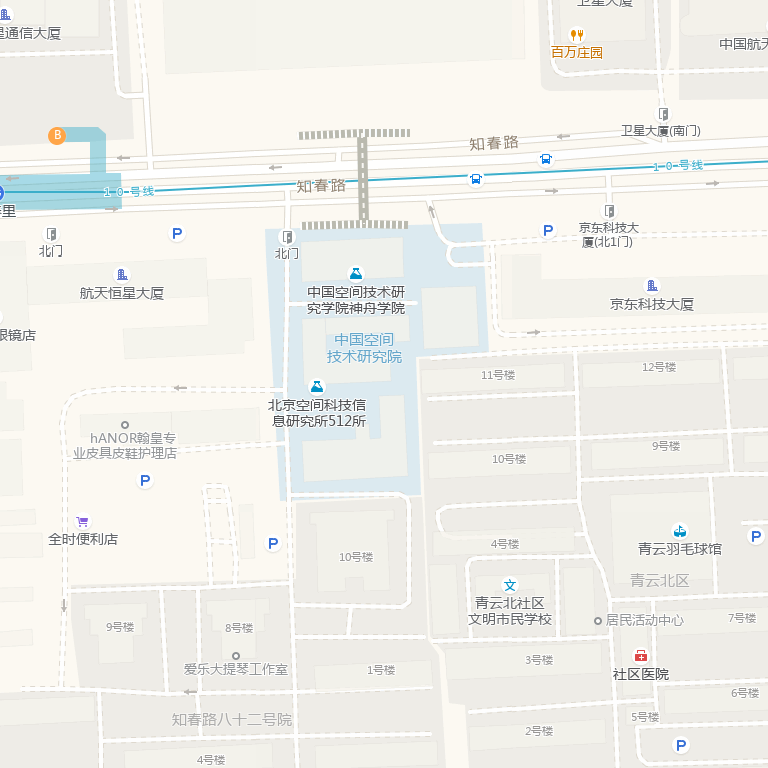 卫星大厦
星通信大厦
百万庄园
中国航天
B
卫星大厦(南门)
知春路
10号线
知春路
10号线
P
P
北门
北门
京东科技大
厦(北1门)
航天恒星大厦
中国空间技术研
究学院神舟学院
京东科技大厦
眼镜店
中国空间
技术研究院
11号楼
12号楼
北京空间科技信
息研究所512所
hANOR翰皇专
业皮具皮鞋护理店
9号楼
10号楼
P
全时便利店
P
4号楼
P
青云羽毛球馆
10号楼
青云北区
文
青云北社区
文明市民学校
居民活动中心
7号楼
9号楼
8号楼
爱乐大提琴工作室
1号楼
3号楼
社区医院
6号楼
5号楼
知春路八十二号院
2号楼
P
4号楼